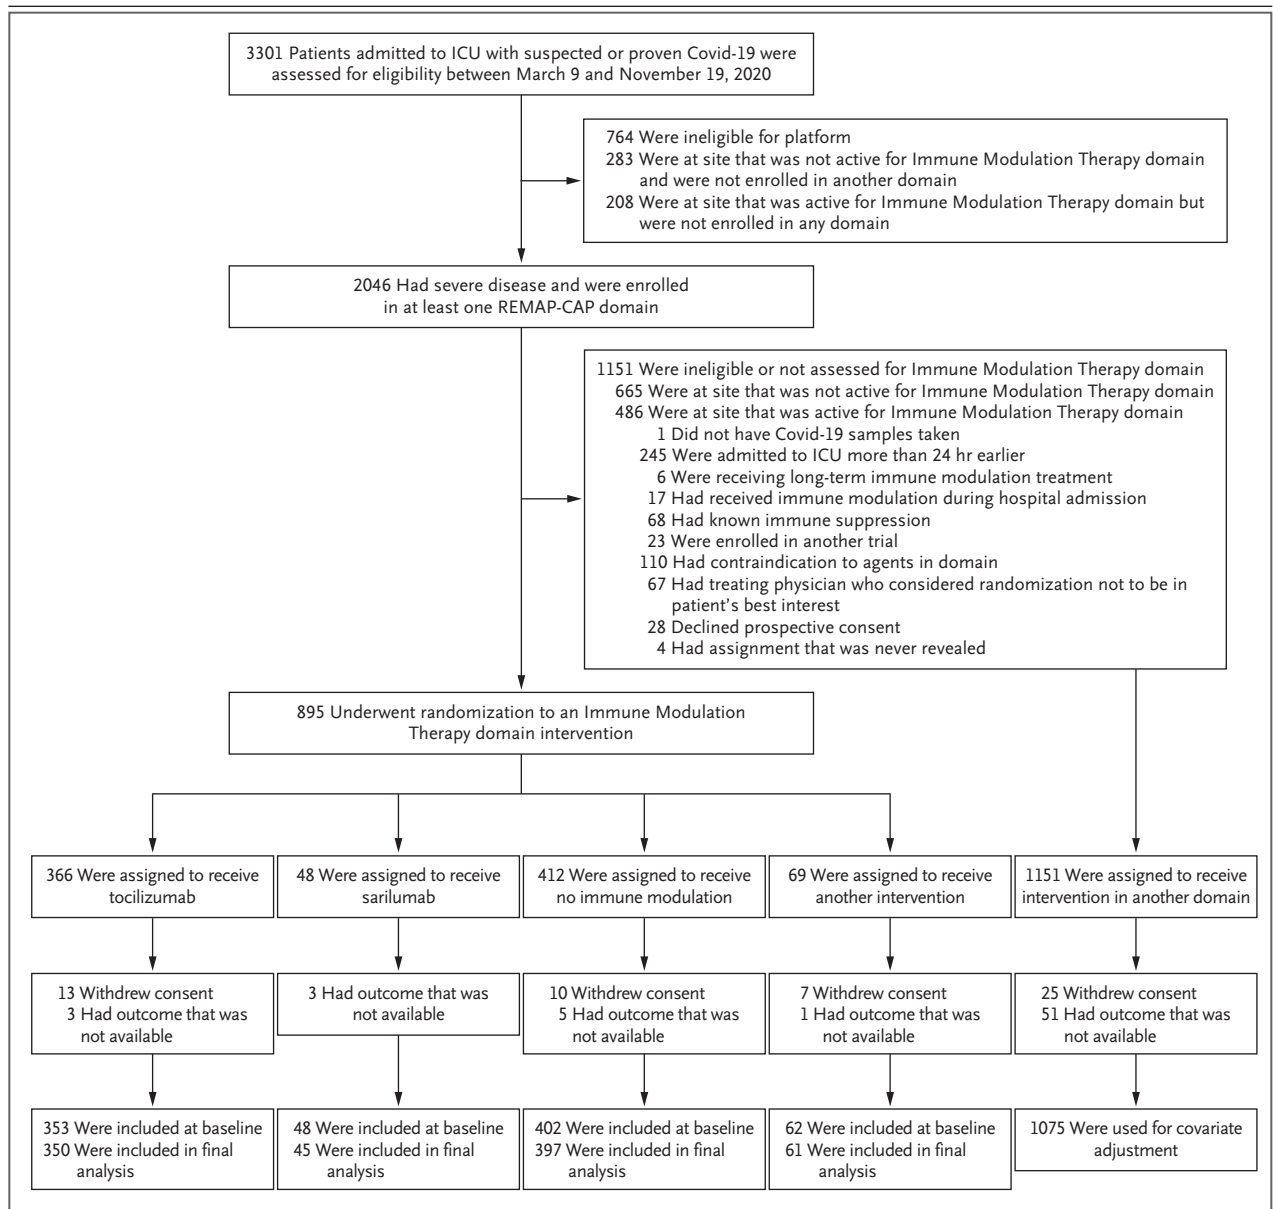 3301 Patients admitted to ICU with suspected or proven Covid-19 were
assessed for eligibility between March 9 and November 19, 2020
764 Were ineligible for platform
283 Were at site that was not active for Immune Modulation Therapy domain
and were not enrolled in another domain
208 Were at site that was active for Immune Modulation Therapy domain but
were not enrolled in any domain
2046 Had severe disease and were enrolled
in at least one REMAP-CAP domain
1151 Were ineligible or not assessed for Immune Modulation Therapy domain
665 Were at site that was not active for Immune Modulation Therapy domain
486 Were at site that was active for Immune Modulation Therapy domain
1 Did not have Covid-19 samples taken
245 Were admitted to ICU more than 24 hr earlier
6 Were receiving long-term immune modulation treatment
17 Had received immune modulation during hospital admission
68 Had known immune suppression
23 Were enrolled in another trial
110 Had contraindication to agents in domain
67 Had treating physician who considered randomization not to be in
patient's best interest
28 Declined prospective consent
4 Had assignment that was never revealed
895 Underwent randomization to an Immune Modulation
Therapy domain intervention
366 Were assigned to receive
tocilizumab
48 Were assigned to receive
sarilumab
412 Were assigned to receive
no immune modulation
69 Were assigned to receive
another intervention
1151 Were assigned to receive
intervention in another domain
13 Withdrew consent
3 Had outcome that was
not available
3 Had outcome that was
not available
10 Withdrew consent
5 Had outcome that was
not available
7 Withdrew consent
1 Had outcome that was
not available
25 Withdrew consent
51 Had outcome that was
not available
353 Were included at baseline
350 Were included in final
analysis
48 Were included at baseline
45 Were included in final
analysis
402 Were included at baseline
397 Were included in final
analysis
62 Were included at baseline
61 Were included in final
analysis
1075 Were used for covariate
adjustment